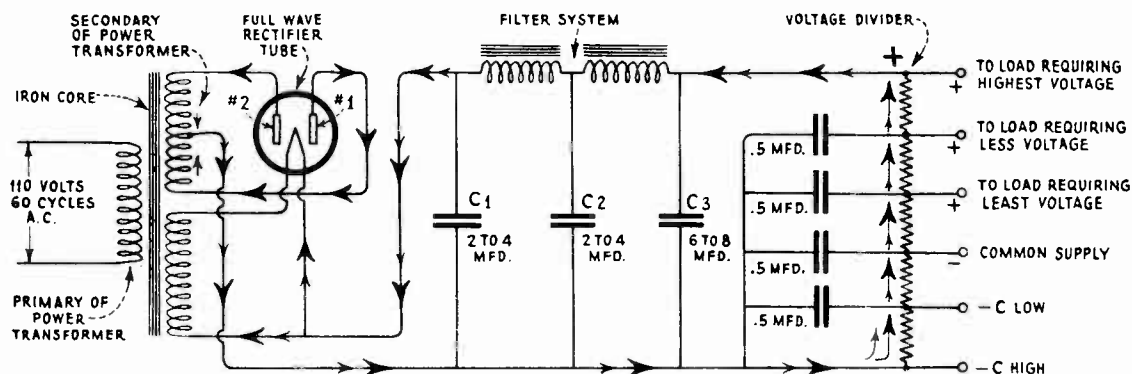 SECONDARY
OF POWER
TRANSFORMER
FULL WAVE
RECTIFIER
TUBE
FILTER SYSTEM
VOLTAGE DIVIDER
IRON CORE
#2
#1
+
TO LOAD REQUIRING
HIGHEST VOLTAGE
+
TO LOAD REQUIRING
LESS VOLTAGE
+
.5 MFD.
110 VOLTS
60 CYCLES
A.C.
TO LOAD REQUIRING
LEAST VOLTAGE
+
.5 MFD.
C1
2 TO 4
MFD.
C2
2 TO 4
MFD.
C3
6 TO 8
MFD.
COMMON SUPPLY
−
.5 MFD.
PRIMARY OF
POWER
TRANSFORMER
−C LOW
.5 MFD.
−C HIGH